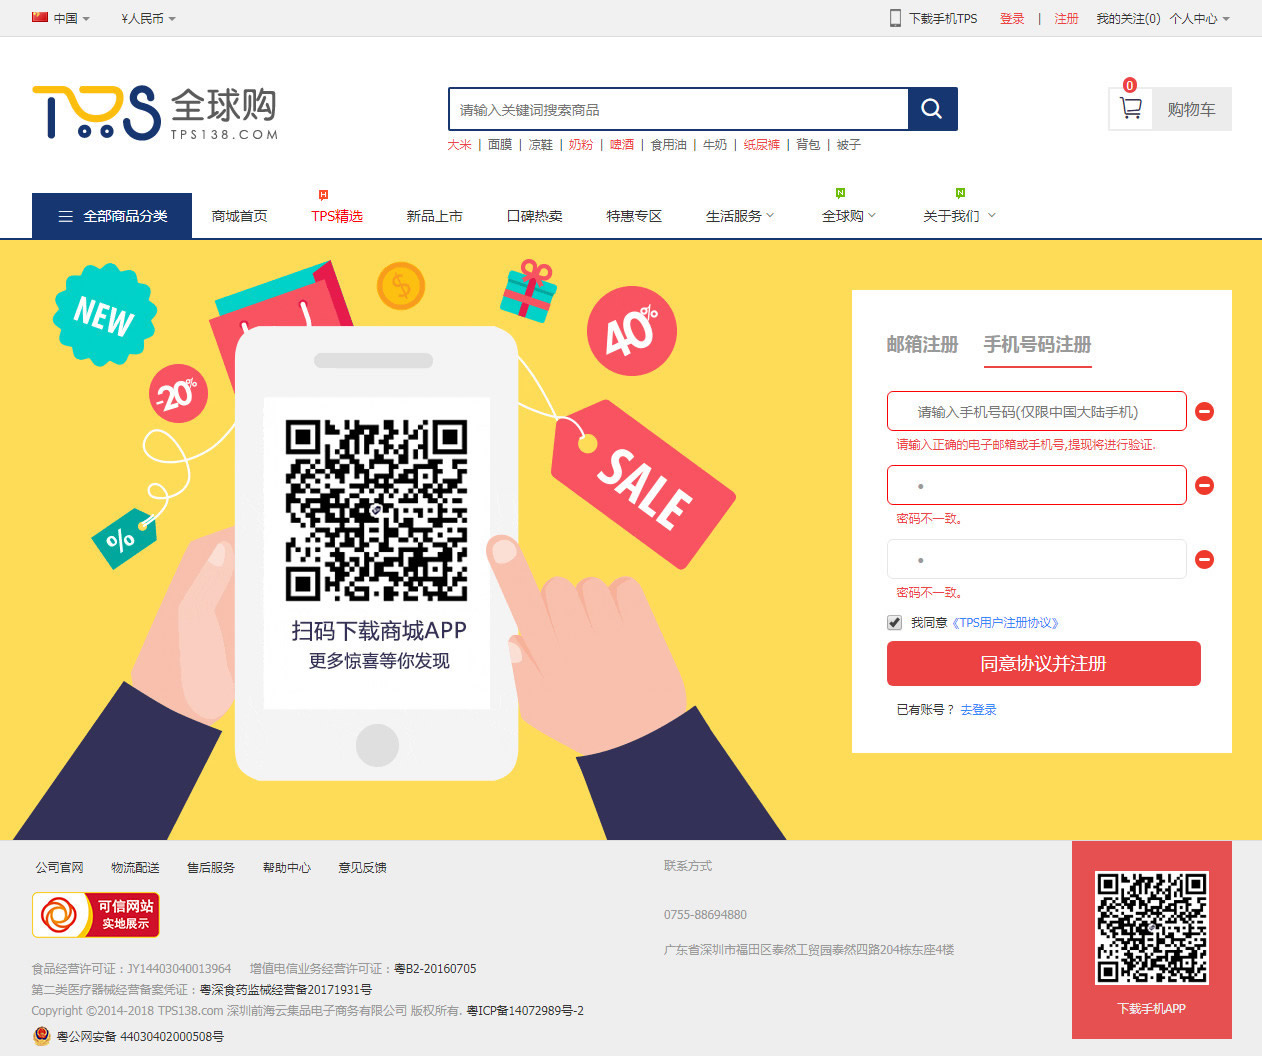 中国 ¥人民币 下载手机TPS 登录 | 注册 我的关注(0) 个人中心
TPS 全球购
TPS138.COM
请输入关键词搜索商品
0
购物车
大米 | 面膜 | 凉鞋 | 奶粉 | 啤酒 | 食用油 | 牛奶 | 纸尿裤 | 背包 | 被子
H
N
N
全部商品分类 商城首页 TPS精选 新品上市 口碑热卖 特惠专区 生活服务 全球购 关于我们
NEW
$
40%
-20%
SALE
%
扫码下载商城APP
更多惊喜等你发现
邮箱注册 手机号码注册
请输入手机号码(仅限中国大陆手机)
请输入正确的电子邮箱或手机号,提现将进行验证.
密码不一致。
密码不一致。
我同意《TPS用户注册协议》
同意协议并注册
已有账号？去登录
公司官网 物流配送 售后服务 帮助中心 意见反馈
可信网站
实地展示
食品经营许可证：JY14403040013964 增值电信业务经营许可证：粤B2-20160705
第二类医疗器械经营备案凭证：粤深食药监械经营备20171931号
Copyright ©2014-2018 TPS138.com 深圳前海云集品电子商务有限公司 版权所有. 粤ICP备14072989号-2
粤公网安备 44030402000508号
联系方式
0755-88694880
广东省深圳市福田区泰然工贸园泰然四路204栋东座4楼
下载手机APP